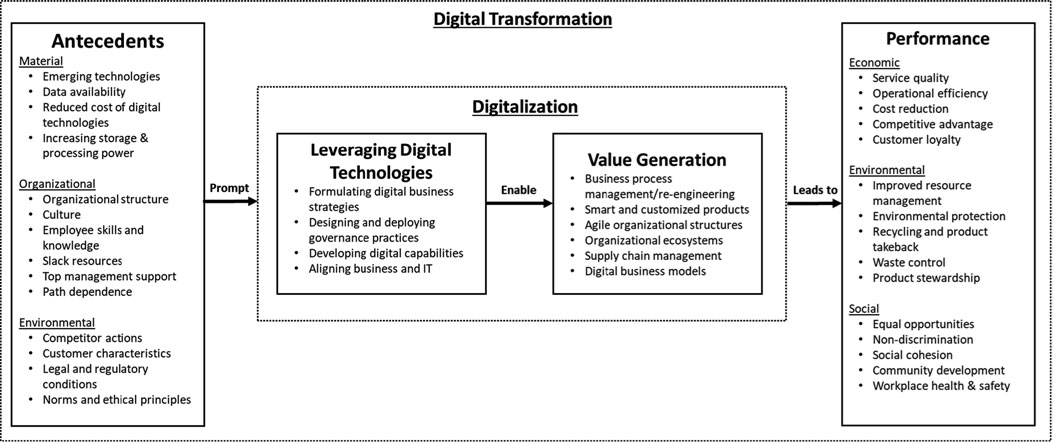 Digital Transformation
Antecedents
Material
• Emerging technologies
• Data availability
• Reduced cost of digital
technologies
• Increasing storage &
processing power
Organizational
• Organizational structure
• Culture
• Employee skills and
knowledge
• Slack resources
• Top management support
• Path dependence
Environmental
• Competitor actions
• Customer characteristics
• Legal and regulatory
conditions
• Norms and ethical principles
Prompt
Digitalization
Leveraging Digital
Technologies
• Formulating digital business
strategies
• Designing and deploying
governance practices
• Developing digital capabilities
• Aligning business and IT
Enable
Value Generation
• Business process
management/re-engineering
• Smart and customized products
• Agile organizational structures
• Organizational ecosystems
• Supply chain management
• Digital business models
Leads to
Performance
Economic
• Service quality
• Operational efficiency
• Cost reduction
• Competitive advantage
• Customer loyalty
Environmental
• Improved resource
management
• Environmental protection
• Recycling and product
takeback
• Waste control
• Product stewardship
Social
• Equal opportunities
• Non-discrimination
• Social cohesion
• Community development
• Workplace health & safety